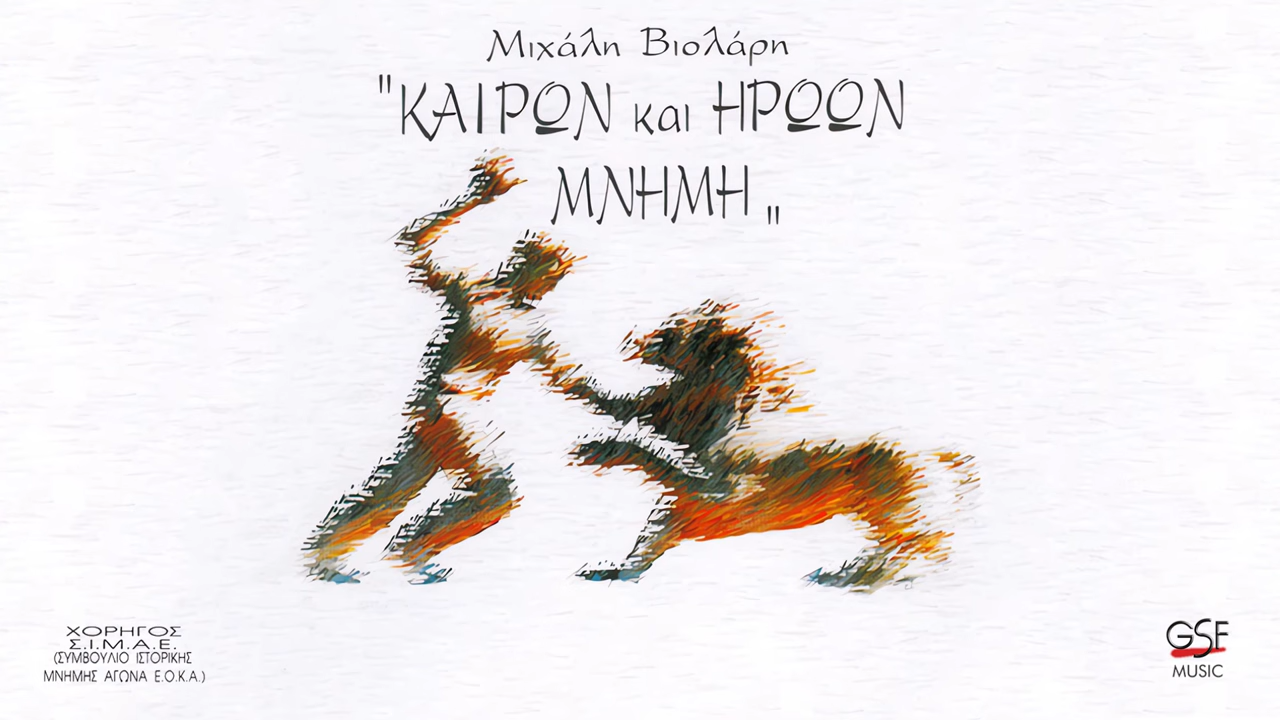 Μιχάλη Βιολάρη
"ΚΑΙΡΩΝ και ΗΡΩΩΝ
ΜΝΗΜΗ"
ΧΟΡΗΓΟΣ
Σ.Ι.Μ.Α.Ε.
(ΣΥΜΒΟΥΛΙΟ ΙΣΤΟΡΙΚΗΣ
ΜΝΗΜΗΣ ΑΓΩΝΑ Ε.Ο.Κ.Α.)
GSF
MUSIC